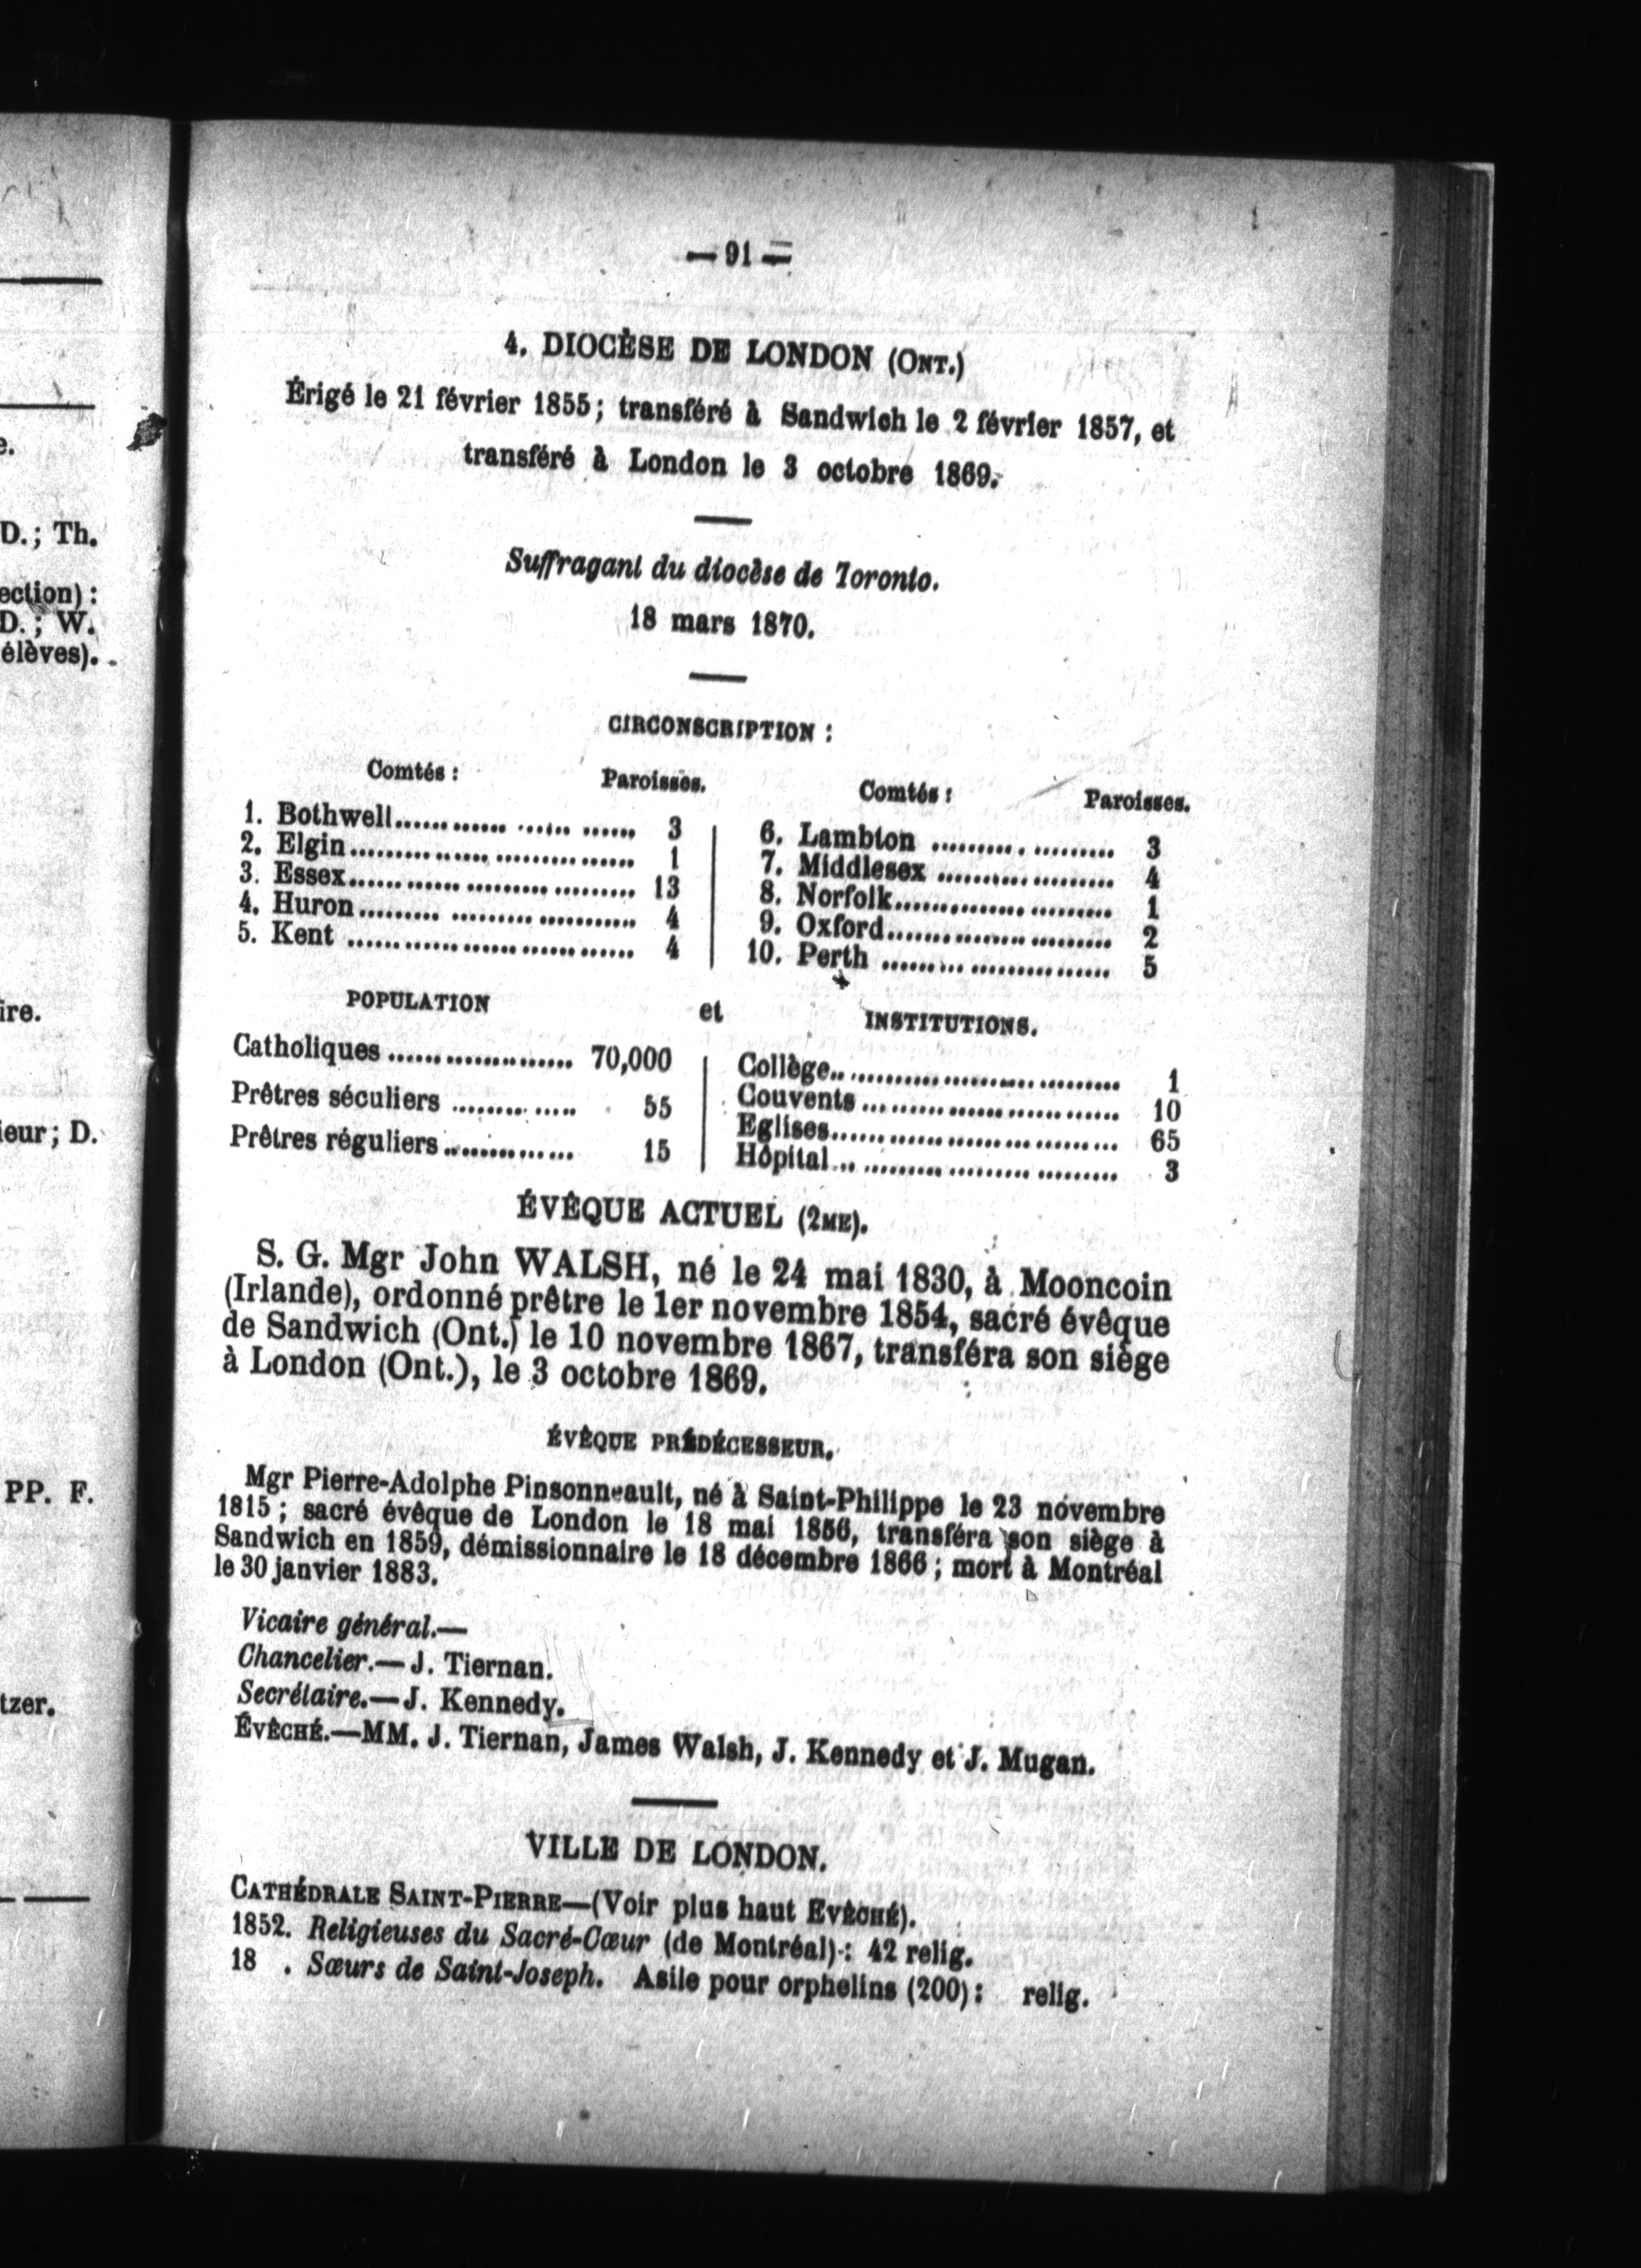 e.
D.; Th.
ection):
D.; W.
élèves).
ire.
ieur; D.
PP. F.
tzer.
— 91 —
4. DIOCÈSE DE LONDON (ONT.)
Érigé le 21 février 1855; transféré à Sandwich le 2 février 1857, et
transféré à London le 3 octobre 1869.
Suffragant du diocèse de Toronto.
18 mars 1870.
CIRCONSCRIPTION :
Comtés : Paroisses. Comtés : Paroisses.
1. Bothwell........................ 3 6. Lambton .................... 3
2. Elgin.............................. 1 7. Middlesex .................... 4
3. Essex.............................. 13 8. Norfolk........................ 1
4. Huron............................ 4 9. Oxford........................ 2
5. Kent .............................. 4 10. Perth ........................ 5
POPULATION et INSTITUTIONS.
Catholiques .................... 70,000 Collège............................ 1
Prêtres séculiers .............. 55 Couvents ........................ 10
Prêtres réguliers.............. 15 Eglises............................ 65
Hôpital............................ 3
ÉVÊQUE ACTUEL (2ME).
S. G. Mgr John WALSH, né le 24 mai 1830, à Mooncoin
(Irlande), ordonné prêtre le 1er novembre 1854, sacré évêque
de Sandwich (Ont.) le 10 novembre 1867, transféra son siège
à London (Ont.), le 3 octobre 1869.
ÉVÊQUE PRÉDÉCESSEUR.
Mgr Pierre-Adolphe Pinsonneault, né à Saint-Philippe le 23 novembre
1815 ; sacré évêque de London le 18 mai 1856, transféra son siège à
Sandwich en 1859, démissionnaire le 18 décembre 1866 ; mort à Montréal
le 30 janvier 1883.
Vicaire général.—
Chancelier.— J. Tiernan.
Secrétaire.— J. Kennedy.
ÉVÊCHÉ.—MM. J. Tiernan, James Walsh, J. Kennedy et J. Mugan.
VILLE DE LONDON.
CATHÉDRALE SAINT-PIERRE—(Voir plus haut EVÊCHÉ).
1852. Religieuses du Sacré-Cœur (de Montréal) : 42 relig.
18 . Sœurs de Saint-Joseph. Asile pour orphelins (200) : relig.